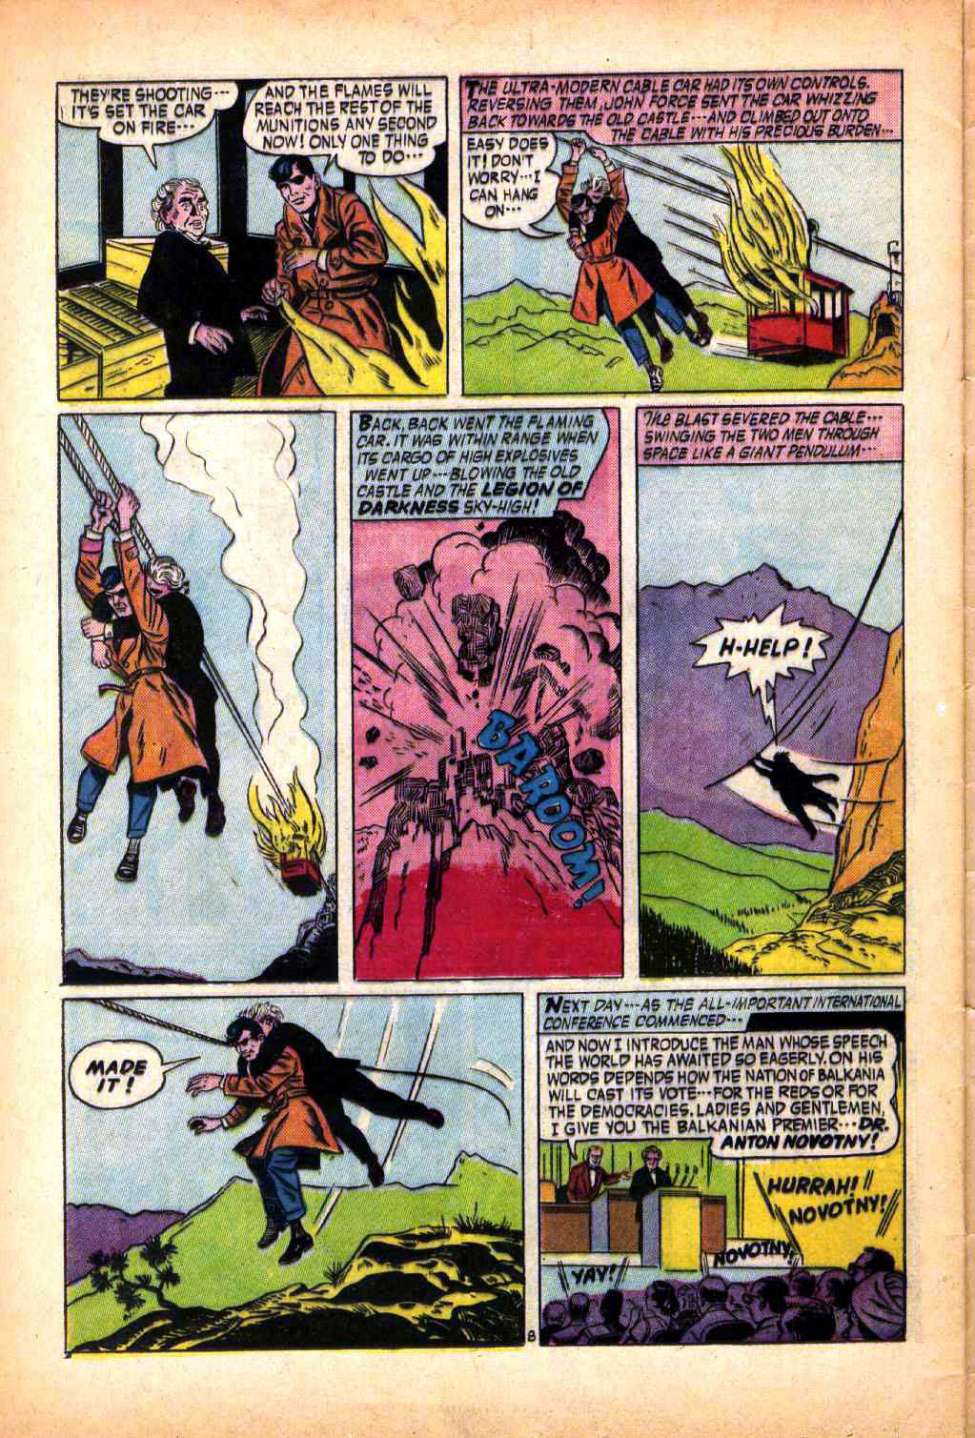 THEY'RE SHOOTING---
IT'S SET THE CAR
ON FIRE---
AND THE FLAMES WILL
REACH THE REST OF THE
MUNITIONS ANY SECOND
NOW! ONLY ONE THING
TO DO---
THE ULTRA-MODERN CABLE CAR HAD ITS OWN CONTROLS.
REVERSING THEM, JOHN FORCE SENT THE CAR WHIZZING
BACK TOWARDS THE OLD CASTLE---AND CLIMBED OUT ONTO
THE CABLE WITH HIS PRECIOUS BURDEN---
EASY DOES
IT! DON'T
WORRY---I
CAN HANG
ON---
BACK, BACK WENT THE FLAMING
CAR. IT WAS WITHIN RANGE WHEN
ITS CARGO OF HIGH EXPLOSIVES
WENT UP---BLOWING THE OLD
CASTLE AND THE LEGION OF
DARKNESS SKY-HIGH!
BAROOM!
THE BLAST SEVERED THE CABLE---
SWINGING THE TWO MEN THROUGH
SPACE LIKE A GIANT PENDULUM---
H-HELP!
MADE
IT!
NEXT DAY---AS THE ALL-IMPORTANT INTERNATIONAL
CONFERENCE COMMENCED---
AND NOW I INTRODUCE THE MAN WHOSE SPEECH
THE WORLD HAS AWAITED SO EAGERLY. ON HIS
WORDS DEPENDS HOW THE NATION OF BALKANIA
WILL CAST ITS VOTE---FOR THE REDS OR FOR
THE DEMOCRACIES. LADIES AND GENTLEMEN,
I GIVE YOU THE BALKANIAN PREMIER---DR.
ANTON NOVOTNY!
HURRAH!
NOVOTNY!
NOVOTNY!
YAY!
8